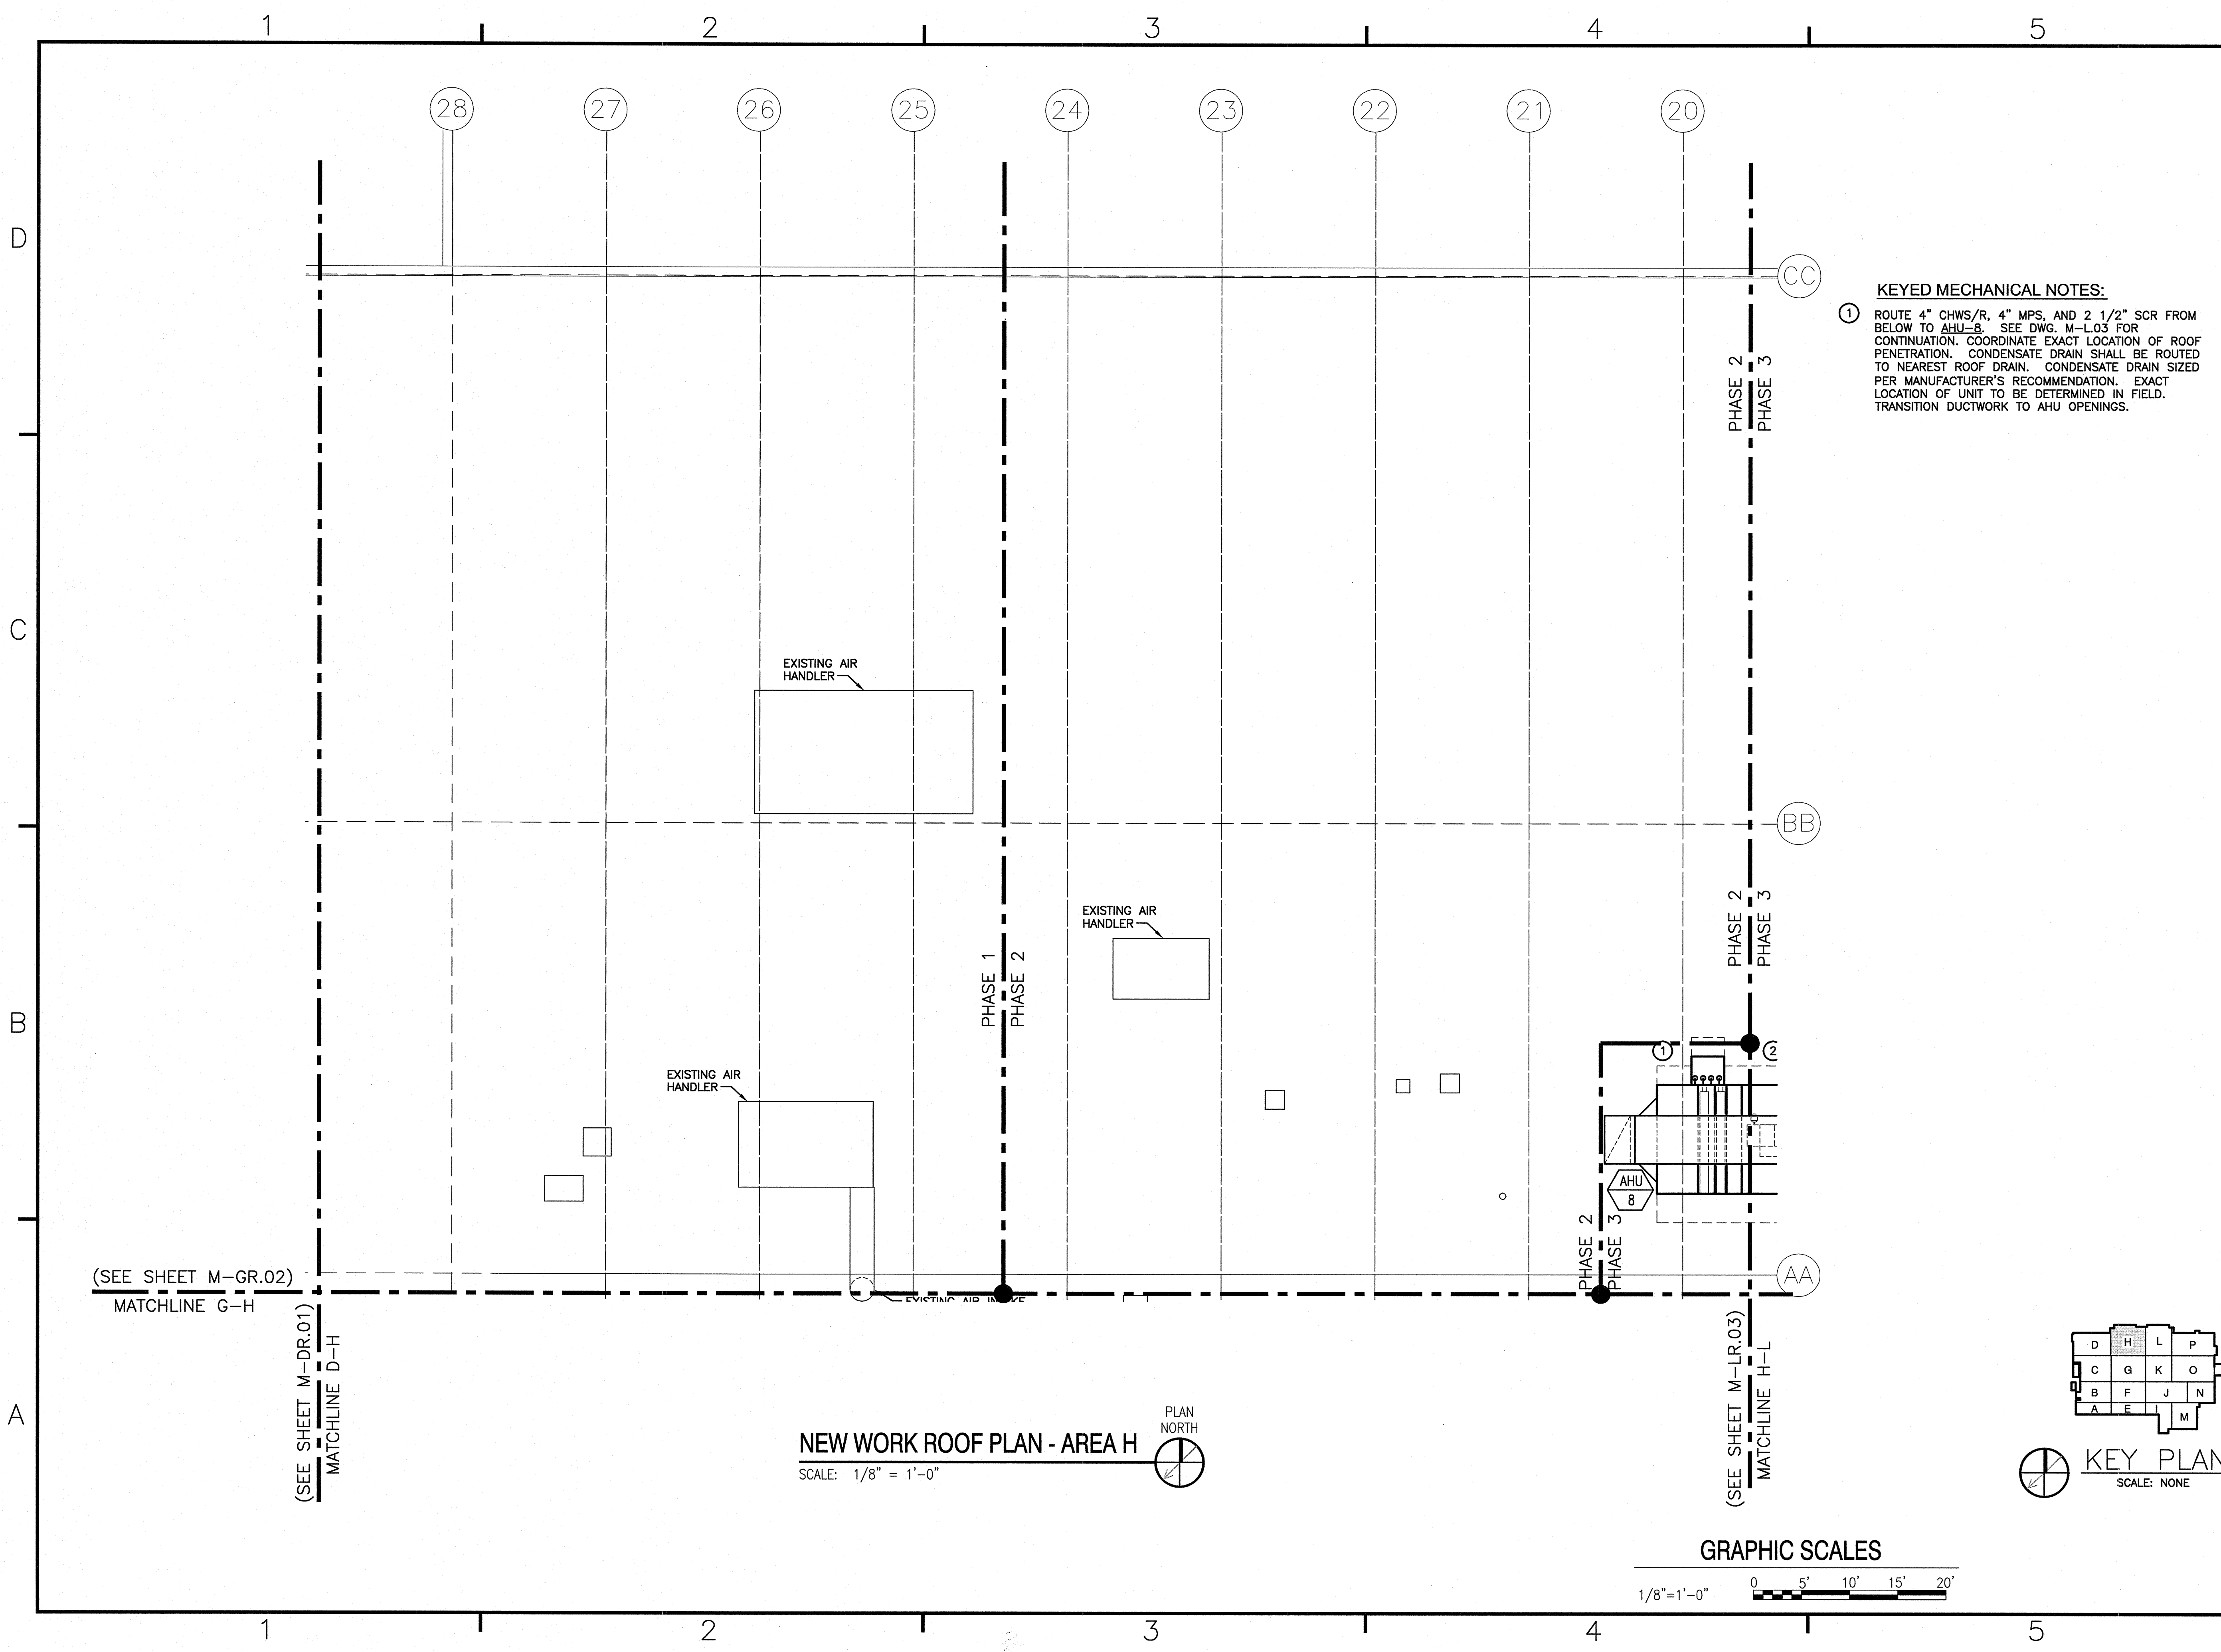 1 2 3 4 5
28 27 26 25 24 23 22 21 20
D
CC
KEYED MECHANICAL NOTES:
1 ROUTE 4" CHWS/R, 4" MPS, AND 2 1/2" SCR FROM
BELOW TO AHU-8. SEE DWG. M-L.03 FOR
CONTINUATION. COORDINATE EXACT LOCATION OF ROOF
PENETRATION. CONDENSATE DRAIN SHALL BE ROUTED
TO NEAREST ROOF DRAIN. CONDENSATE DRAIN SIZED
PER MANUFACTURER'S RECOMMENDATION. EXACT
LOCATION OF UNIT TO BE DETERMINED IN FIELD.
TRANSITION DUCTWORK TO AHU OPENINGS.
PHASE 2
PHASE 3
C
EXISTING AIR
HANDLER
BB
PHASE 2
PHASE 3
EXISTING AIR
HANDLER
PHASE 1
PHASE 2
B
1
2
EXISTING AIR
HANDLER
AHU
8
PHASE 2
PHASE 3
AA
(SEE SHEET M-GR.02)
MATCHLINE G-H
EXISTING AIR INTAKE
(SEE SHEET M-DR.01)
MATCHLINE D-H
(SEE SHEET M-LR.03)
MATCHLINE H-L
D H L P
C G K O
B F J N
A E I M
A
PLAN
NORTH
NEW WORK ROOF PLAN - AREA H
SCALE: 1/8" = 1'-0"
KEY PLAN
SCALE: NONE
GRAPHIC SCALES
1/8"=1'-0"
0 5' 10' 15' 20'
1 2 3 4 5